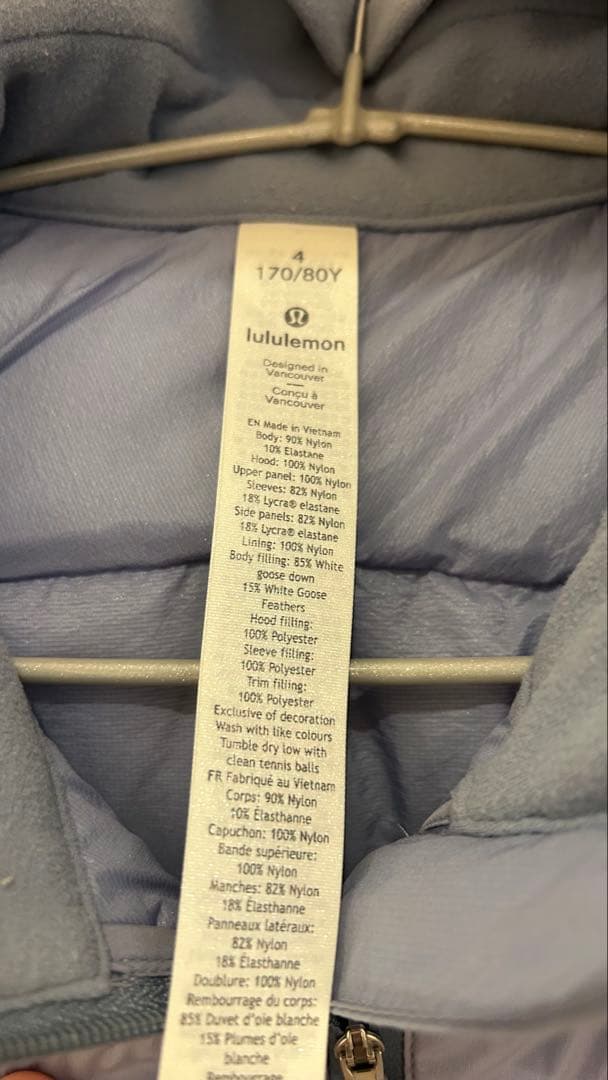 4
170/80Y
lululemon
Designed in
Vancouver
Conçu à
Vancouver
EN Made in Vietnam
Body: 90% Nylon
10% Elastane
Hood: 100% Nylon
Upper panel: 100% Nylon
Sleeves: 82% Nylon
18% Lycra® elastane
Side panels: 82% Nylon
18% Lycra® elastane
Lining: 100% Nylon
Body filling: 85% White
goose down
15% White Goose
Feathers
Hood filling:
100% Polyester
Sleeve filling:
100% Polyester
Trim filling:
100% Polyester
Exclusive of decoration
Wash with like colours
Tumble dry low with
clean tennis balls
FR Fabriqué au Vietnam
Corps: 90% Nylon
10% Élasthanne
Capuchon: 100% Nylon
Bande supérieure:
100% Nylon
Manches: 82% Nylon
18% Élasthanne
Panneaux latéraux:
82% Nylon
18% Élasthanne
Doublure: 100% Nylon
Rembourrage du corps:
85% Duvet d'oie blanche
15% Plumes d'oie
blanche
Rembourrage